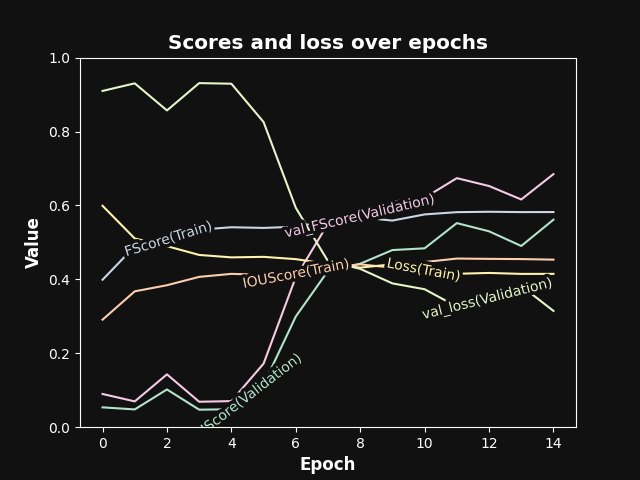 Scores and loss over epochs
1.0
0.8
0.6
0.4
0.2
0.0
Value
FScore(Train)
val_FScore(Validation)
IOUScore(Train)
Loss(Train)
val_loss(Validation)
Score(Validation)
0 2 4 6 8 10 12 14
Epoch